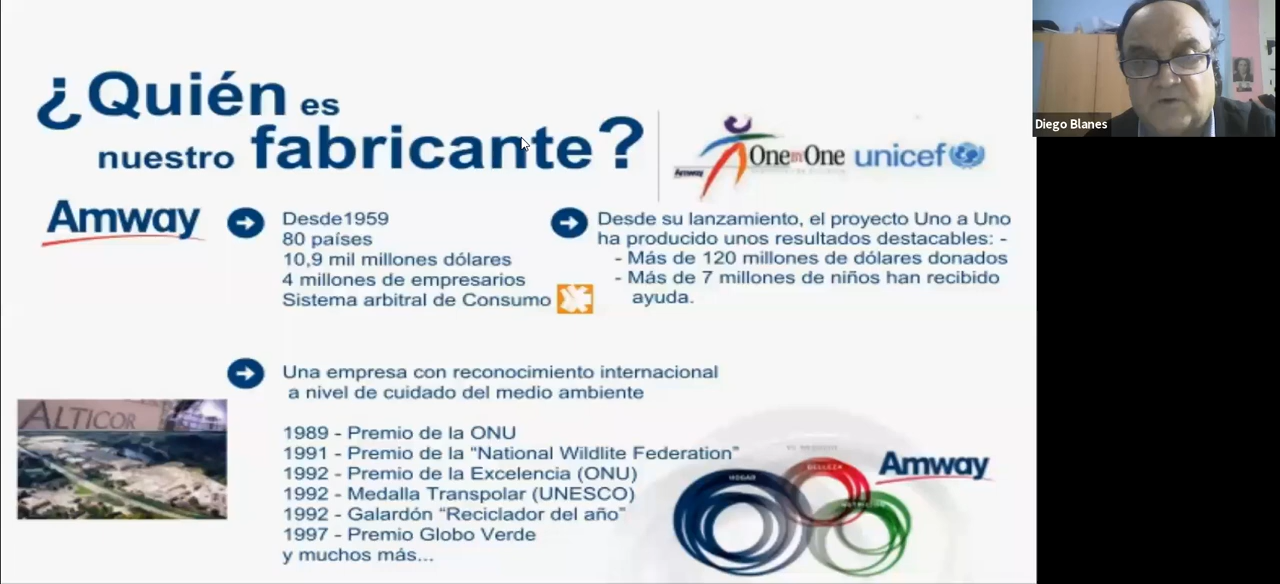 ¿Quién es
nuestro fabricante?
Amway
One by One
unicef
Amway
Desde1959
80 países
10,9 mil millones dólares
4 millones de empresarios
Sistema arbitral de Consumo
Desde su lanzamiento, el proyecto Uno a Uno
ha producido unos resultados destacables: -
- Más de 120 millones de dólares donados
- Más de 7 millones de niños han recibido
ayuda.
Una empresa con reconocimiento internacional
a nivel de cuidado del medio ambiente
ALTICOR
1989 - Premio de la ONU
1991 - Premio de la "National Wildlife Federation"
1992 - Premio de la Excelencia (ONU)
1992 - Medalla Transpolar (UNESCO)
1992 - Galardón "Reciclador del año"
1997 - Premio Globo Verde
y muchos más...
HOGAR
BELLEZA
NUTRICIÓN
Amway
Diego Blanes